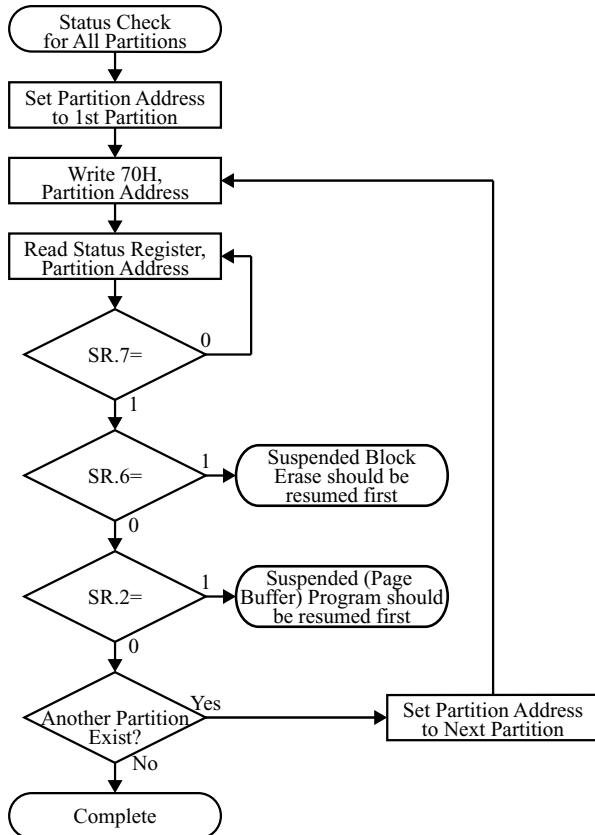 Status Check
for All Partitions
Set Partition Address
to 1st Partition
Write 70H,
Partition Address
Read Status Register,
Partition Address
SR.7=
0
1
SR.6=
1
Suspended Block
Erase should be
resumed first
0
SR.2=
1
Suspended (Page
Buffer) Program should
be resumed first
0
Another Partition
Exist?
Yes
Set Partition Address
to Next Partition
No
Complete